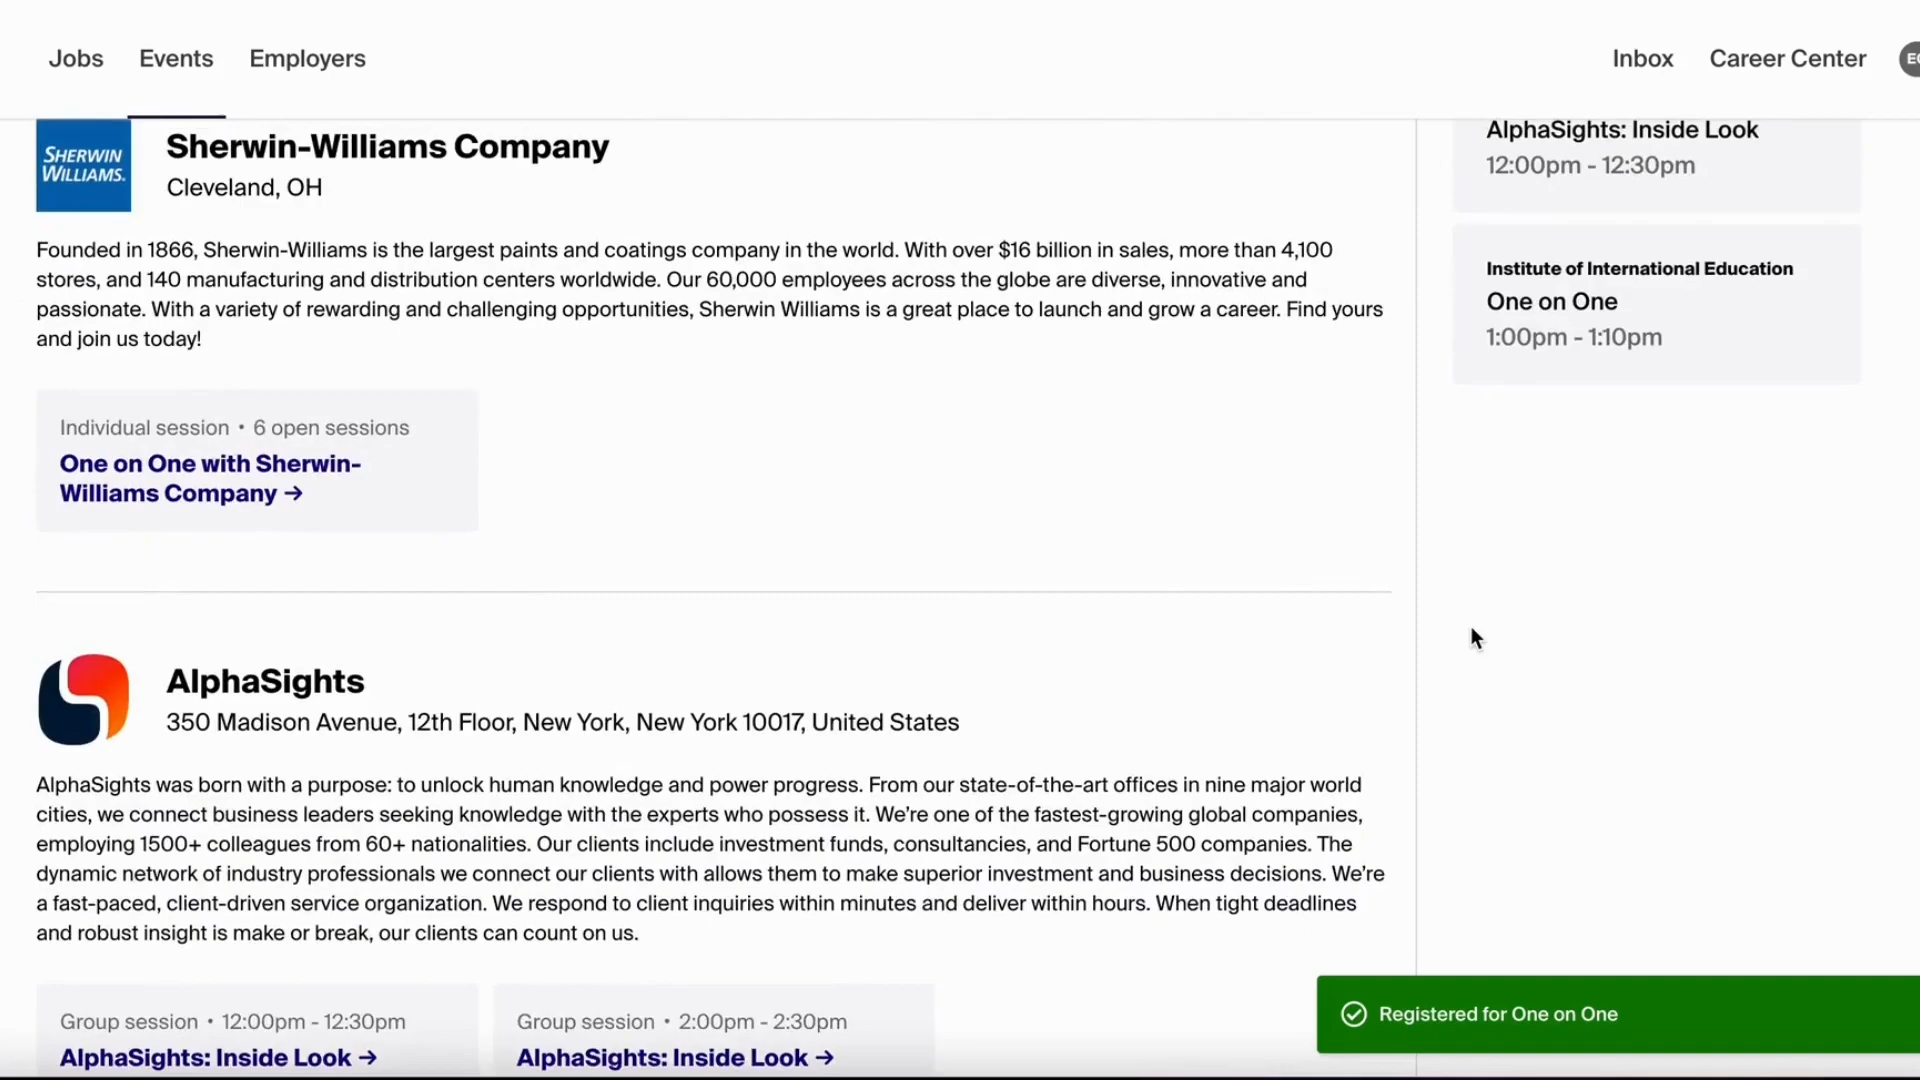 Jobs
Events
Employers
Inbox
Career Center
SHERWIN
WILLIAMS.
Sherwin-Williams Company
Cleveland, OH
Founded in 1866, Sherwin-Williams is the largest paints and coatings company in the world. With over $16 billion in sales, more than 4,100
stores, and 140 manufacturing and distribution centers worldwide. Our 60,000 employees across the globe are diverse, innovative and
passionate. With a variety of rewarding and challenging opportunities, Sherwin Williams is a great place to launch and grow a career. Find yours
and join us today!
Individual session • 6 open sessions
One on One with Sherwin-
Williams Company →
AlphaSights
350 Madison Avenue, 12th Floor, New York, New York 10017, United States
AlphaSights was born with a purpose: to unlock human knowledge and power progress. From our state-of-the-art offices in nine major world
cities, we connect business leaders seeking knowledge with the experts who possess it. We’re one of the fastest-growing global companies,
employing 1500+ colleagues from 60+ nationalities. Our clients include investment funds, consultancies, and Fortune 500 companies. The
dynamic network of industry professionals we connect our clients with allows them to make superior investment and business decisions. We’re
a fast-paced, client-driven service organization. We respond to client inquiries within minutes and deliver within hours. When tight deadlines
and robust insight is make or break, our clients can count on us.
Group session • 12:00pm - 12:30pm
AlphaSights: Inside Look →
Group session • 2:00pm - 2:30pm
AlphaSights: Inside Look →
AlphaSights: Inside Look
12:00pm - 12:30pm
Institute of International Education
One on One
1:00pm - 1:10pm
Registered for One on One